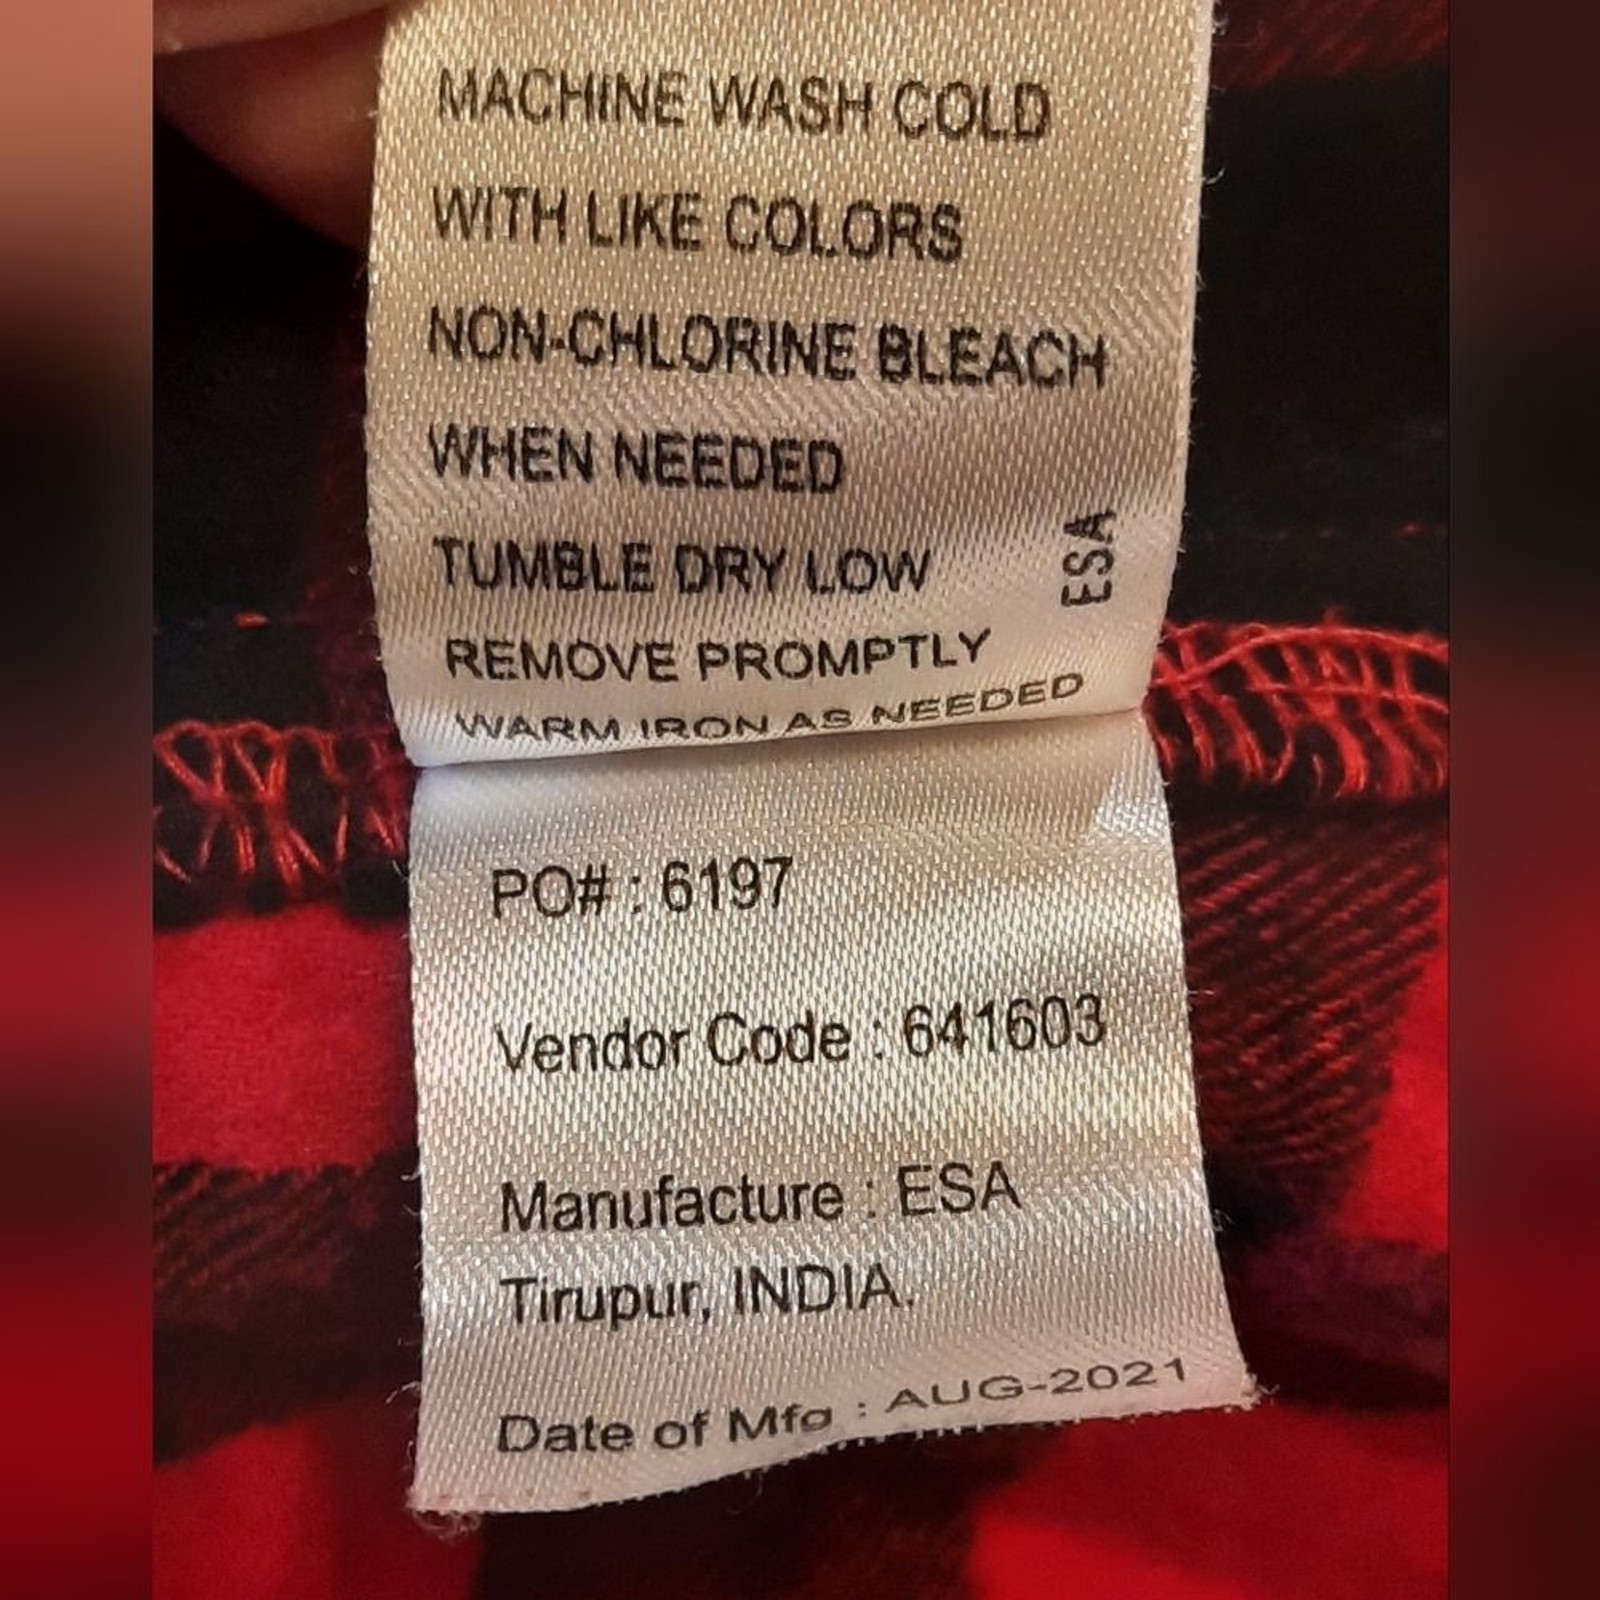 MACHINE WASH COLD
WITH LIKE COLORS
NON-CHLORINE BLEACH
WHEN NEEDED
TUMBLE DRY LOW
ESA
REMOVE PROMPTLY
WARM IRON AS NEEDED
PO# : 6197
Vendor Code : 641603
Manufacture : ESA
Tirupur, INDIA.
Date of Mfg : AUG-2021